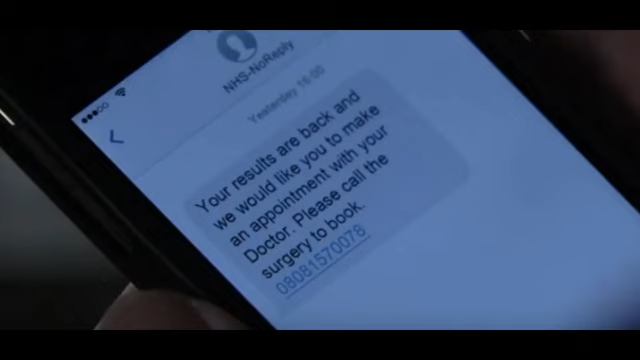 NHS-NoReply
Yesterday 16:00
Your results are back and
we would like you to make
an appointment with your
Doctor. Please call the
surgery to book.
08081570078